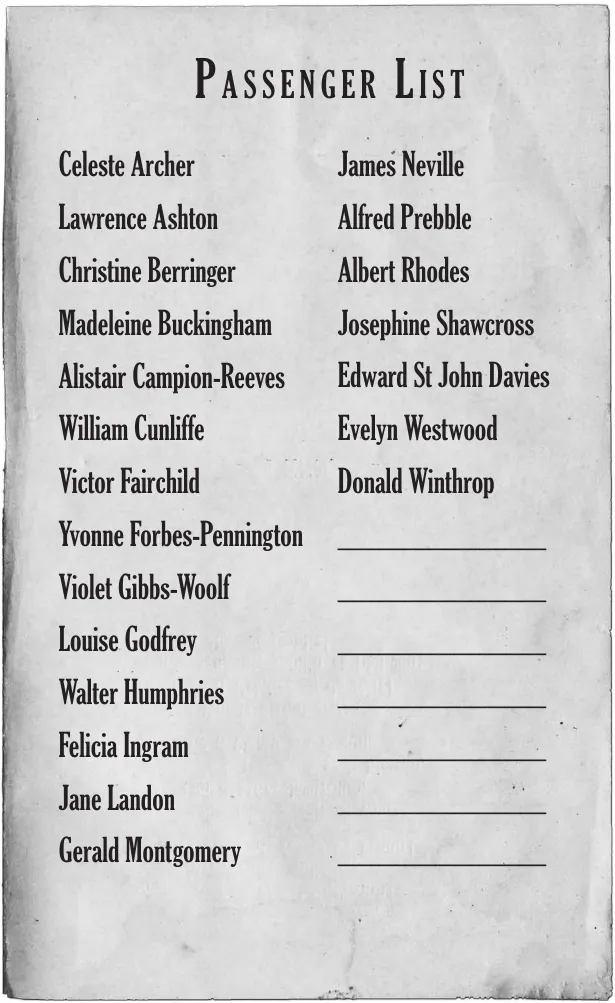 Passenger List
Celeste Archer
Lawrence Ashton
Christine Berringer
Madeleine Buckingham
Alistair Campion-Reeves
William Cunliffe
Victor Fairchild
Yvonne Forbes-Pennington
Violet Gibbs-Woolf
Louise Godfrey
Walter Humphries
Felicia Ingram
Jane Landon
Gerald Montgomery
James Neville
Alfred Prebble
Albert Rhodes
Josephine Shawcross
Edward St John Davies
Evelyn Westwood
Donald Winthrop